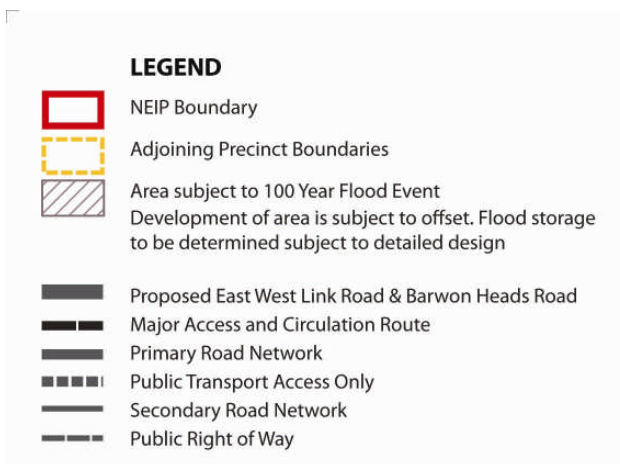 LEGEND
NEIP Boundary
Adjoining Precinct Boundaries
Area subject to 100 Year Flood Event
Development of area is subject to offset. Flood storage
to be determined subject to detailed design
Proposed East West Link Road & Barwon Heads Road
Major Access and Circulation Route
Primary Road Network
Public Transport Access Only
Secondary Road Network
Public Right of Way